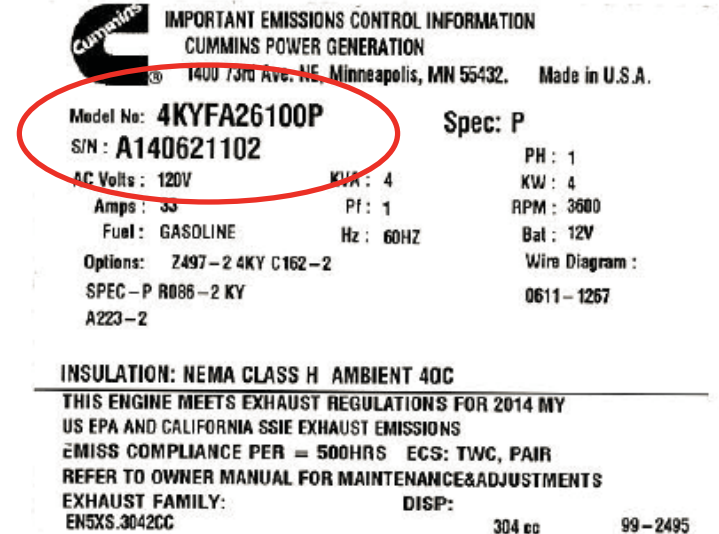 Cummins
IMPORTANT EMISSIONS CONTROL INFORMATION
CUMMINS POWER GENERATION
® 1400 73rd Ave. NE, Minneapolis, MN 55432. Made in U.S.A.
Model No: 4KYFA26100P Spec: P
S/N : A140621102
PH : 1
AC Volts : 120V KVA : 4 KW : 4
Amps : 33 Pf : 1 RPM : 3600
Fuel : GASOLINE Hz : 60HZ Bat : 12V
Options: Z497-2 4KY C162-2 Wire Diagram :
SPEC-P R086-2 KY 0611-1267
A223-2
INSULATION: NEMA CLASS H AMBIENT 40C
THIS ENGINE MEETS EXHAUST REGULATIONS FOR 2014 MY
US EPA AND CALIFORNIA SSIE EXHAUST EMISSIONS
EMISS COMPLIANCE PER = 500HRS ECS: TWC, PAIR
REFER TO OWNER MANUAL FOR MAINTENANCE&ADJUSTMENTS
EXHAUST FAMILY: DISP:
EN5XS.3042CC 304 cc 99-2495